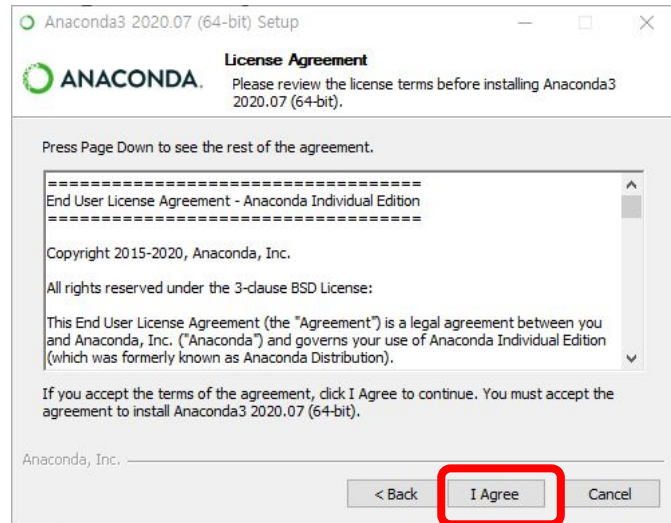 Anaconda3 2020.07 (64-bit) Setup
ANACONDA.
License Agreement
Please review the license terms before installing Anaconda3
2020.07 (64-bit).
Press Page Down to see the rest of the agreement.
===================================
End User License Agreement - Anaconda Individual Edition
===================================
Copyright 2015-2020, Anaconda, Inc.
All rights reserved under the 3-clause BSD License:
This End User License Agreement (the "Agreement") is a legal agreement between you
and Anaconda, Inc. ("Anaconda") and governs your use of Anaconda Individual Edition
(which was formerly known as Anaconda Distribution).
If you accept the terms of the agreement, click I Agree to continue. You must accept the
agreement to install Anaconda3 2020.07 (64-bit).
Anaconda, Inc.
< Back I Agree Cancel